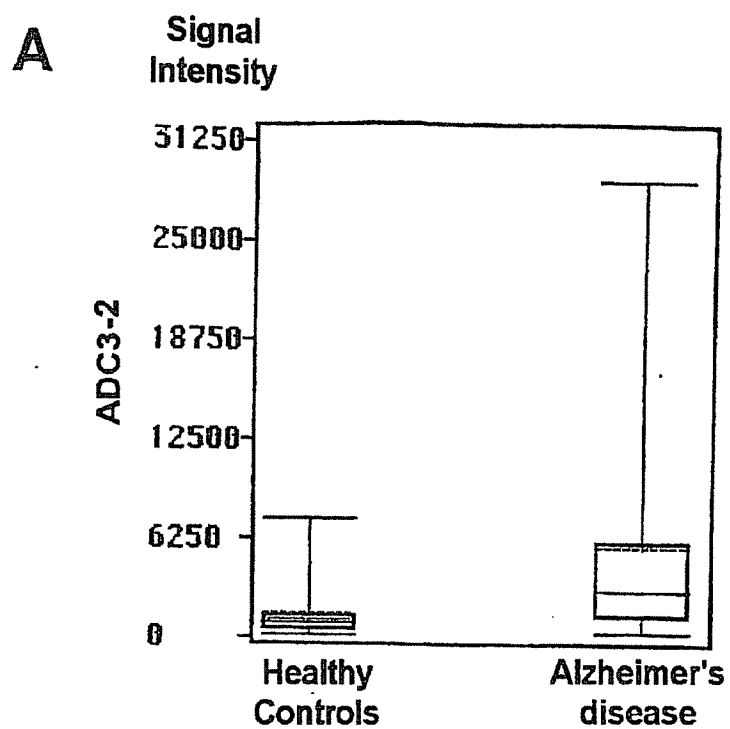 A
Signal
Intensity
31250
25000
18750
12500
6250
0
ADC3-2
Healthy
Controls
Alzheimer's
disease